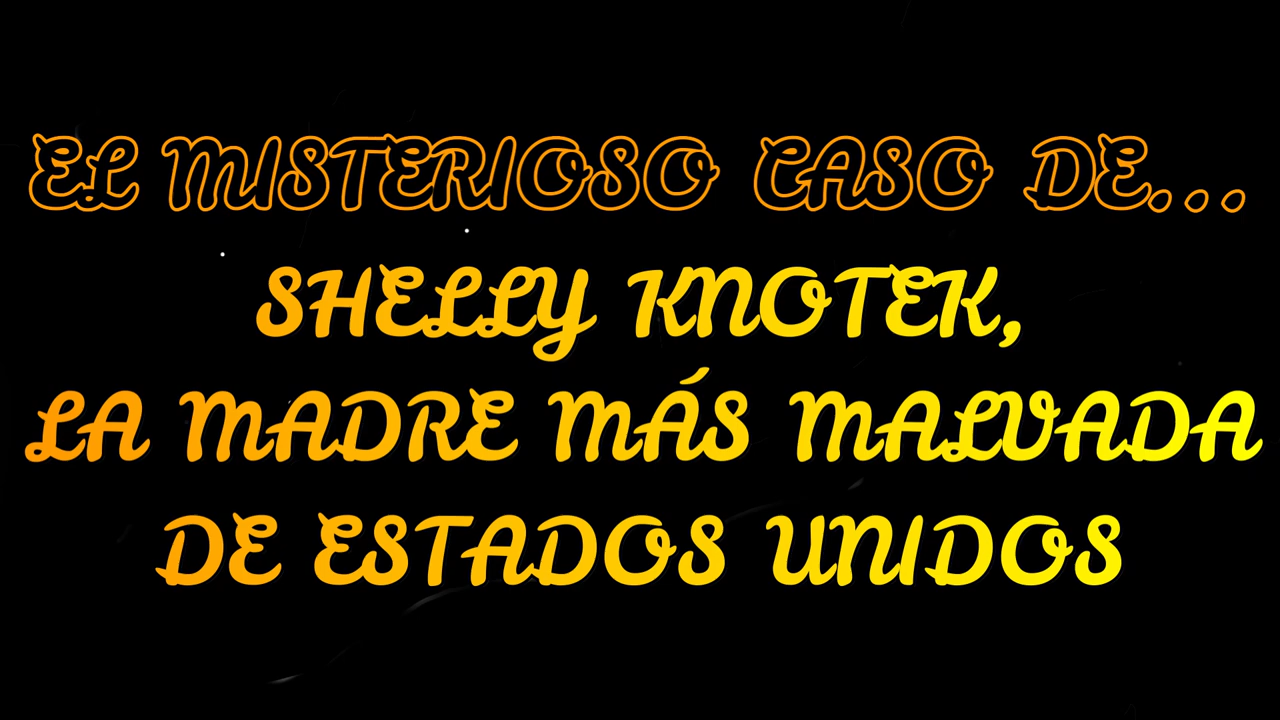 EL MISTERIOSO CASO DE...
SHELLY KNOTEK,
LA MADRE MÁS MALVADA
DE ESTADOS UNIDOS